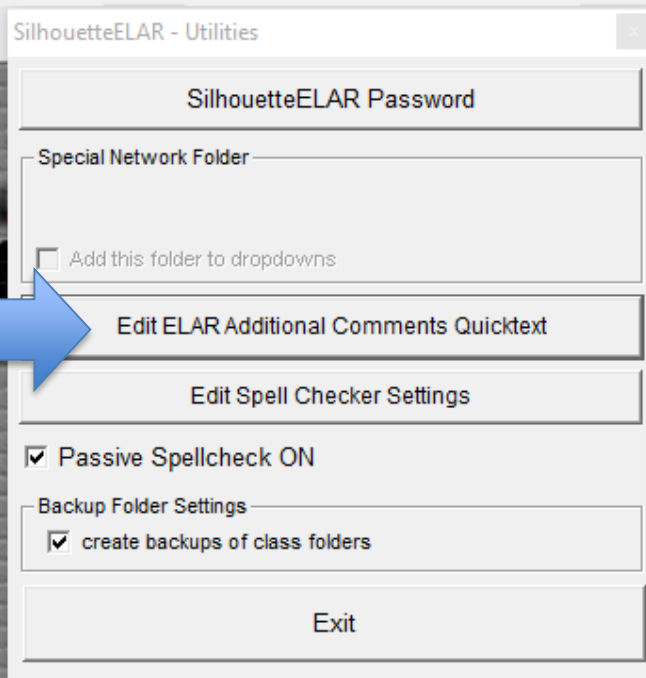 SilhouetteELAR - Utilities
SilhouetteELAR Password
Special Network Folder
Add this folder to dropdowns
Edit ELAR Additional Comments Quicktext
Edit Spell Checker Settings
Passive Spellcheck ON
Backup Folder Settings
create backups of class folders
Exit